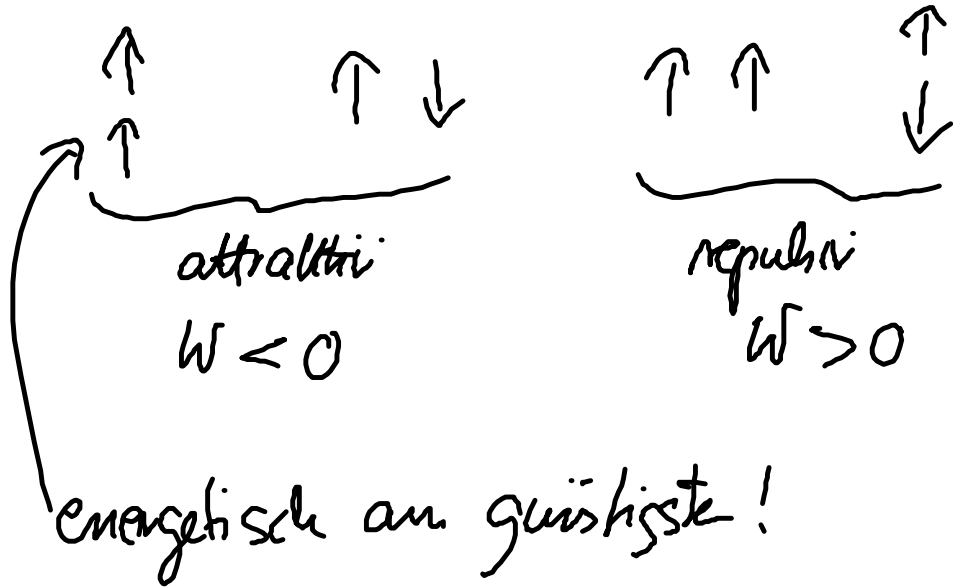 attraktiv repulsiv
W < 0 W > 0
energetisch am günstigsten!